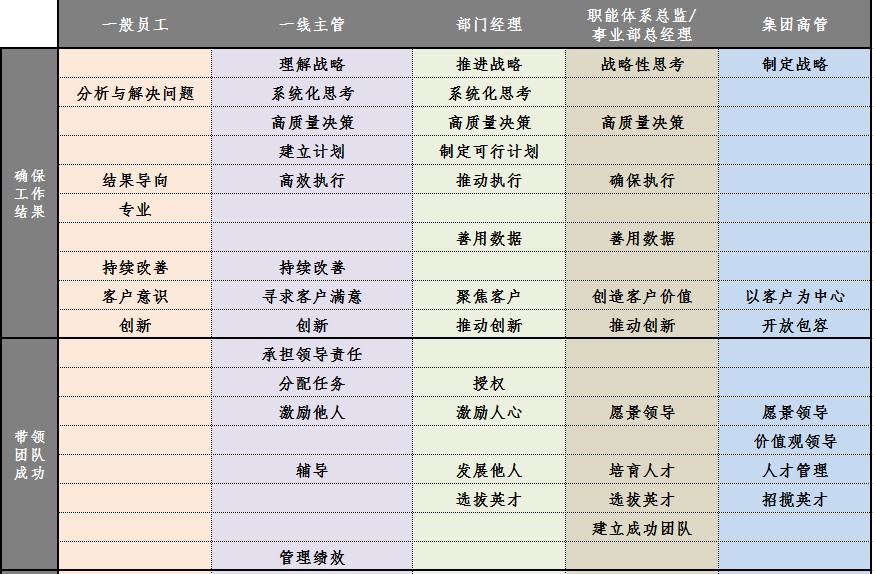 一般员工 一线主管 部门经理 职能体系总监/ 集团高管
事业部总经理
理解战略 推进战略 战略性思考 制定战略
分析与解决问题 系统化思考 系统化思考
高质量决策 高质量决策 高质量决策
建立计划 制定可行计划
确保
工作
结果
结果导向 高效执行 推动执行 确保执行
专业
善用数据 善用数据
持续改善 持续改善
客户意识 寻求客户满意 聚焦客户 创造客户价值 以客户为中心
创新 创新 推动创新 推动创新 开放包容
承担领导责任
分配任务 授权
激励他人 激励人心 愿景领导 愿景领导
带领
团队
成功
价值观领导
辅导 发展他人 培育人才 人才管理
选拔英才 选拔英才 招揽英才
建立成功团队
管理绩效